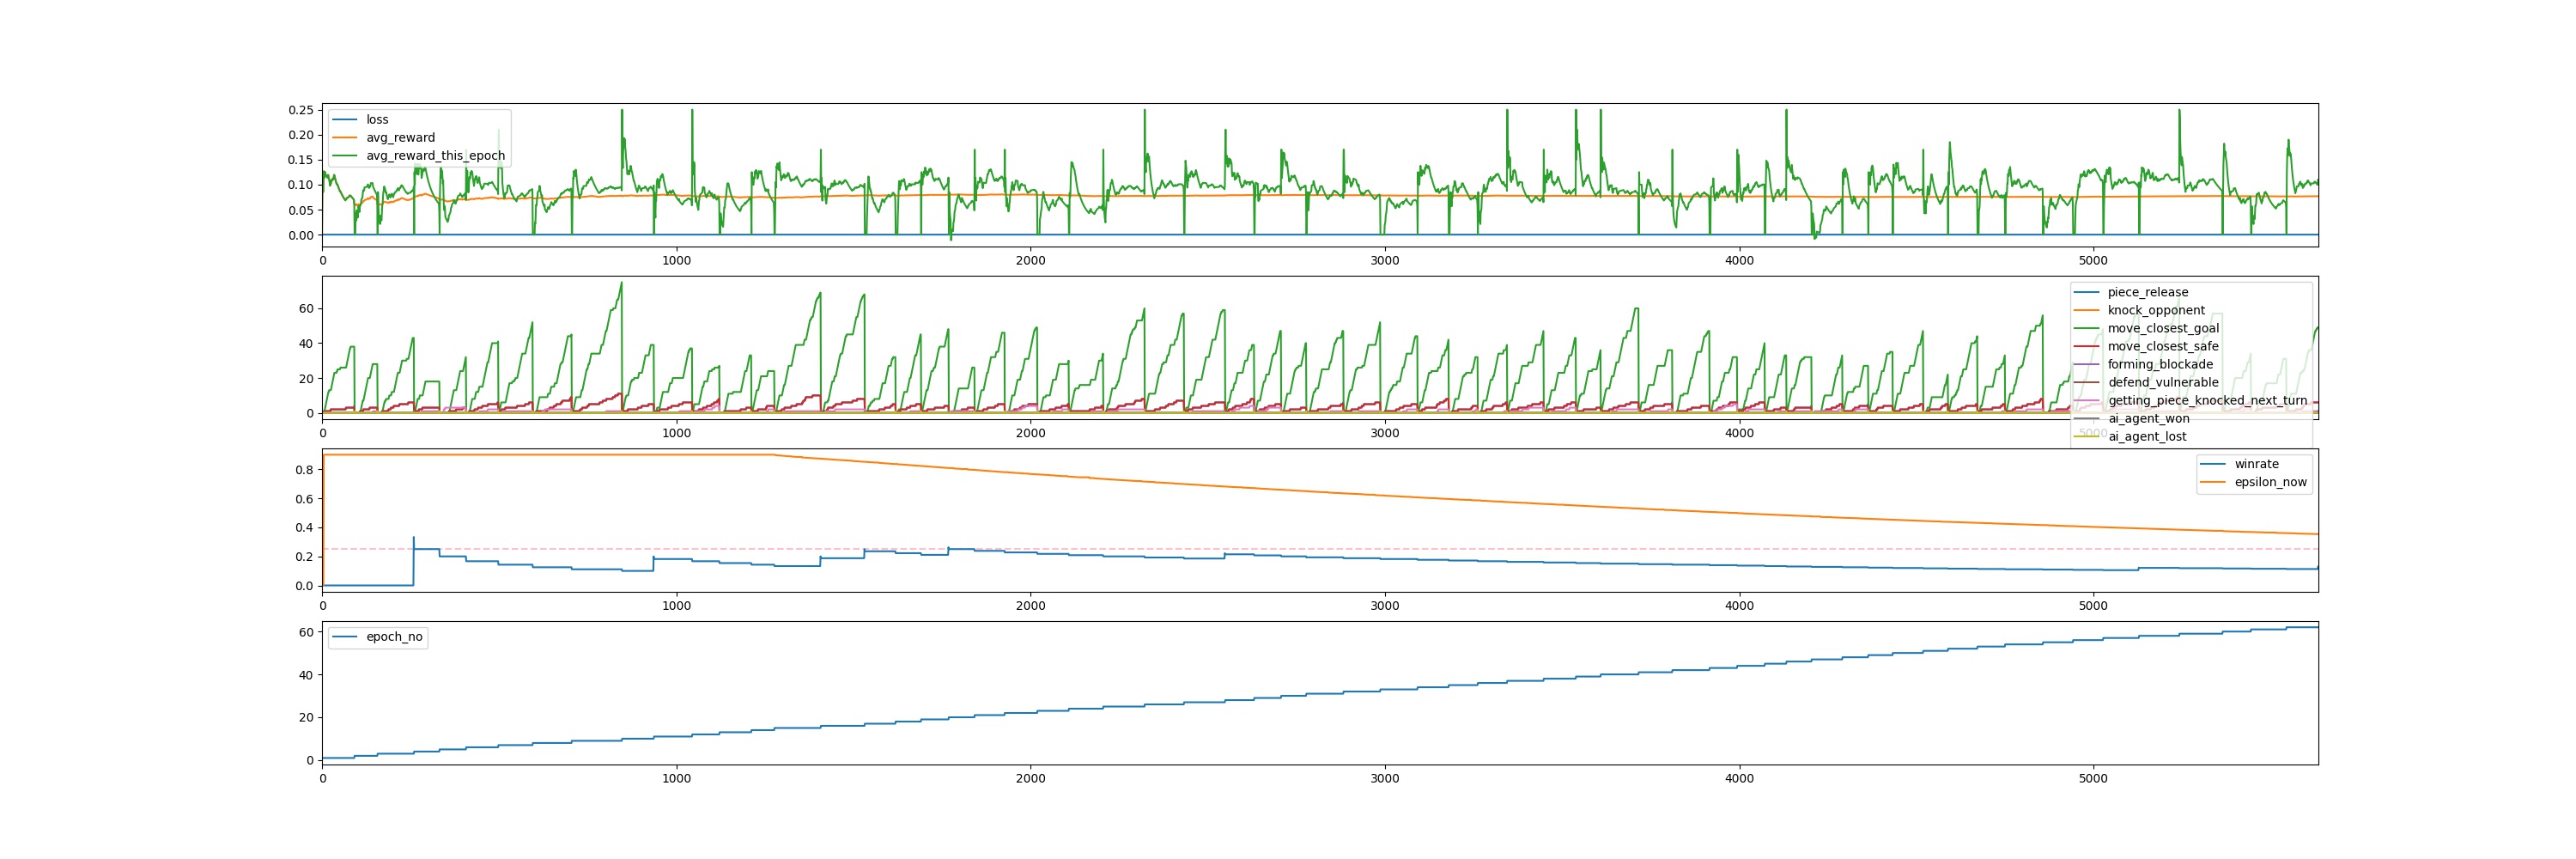 0.25
0.20
0.15
0.10
0.05
0.00
loss
avg_reward
avg_reward_this_epoch
0 1000 2000 3000 4000 5000
60
40
20
0
piece_release
knock_opponent
move_closest_goal
move_closest_safe
forming_blockade
defend_vulnerable
getting_piece_knocked_next_turn
ai_agent_won
ai_agent_lost
0 1000 2000 3000 4000 5000
0.8
0.6
0.4
0.2
0.0
winrate
epsilon_now
0 1000 2000 3000 4000 5000
60
40
20
0
epoch_no
0 1000 2000 3000 4000 5000